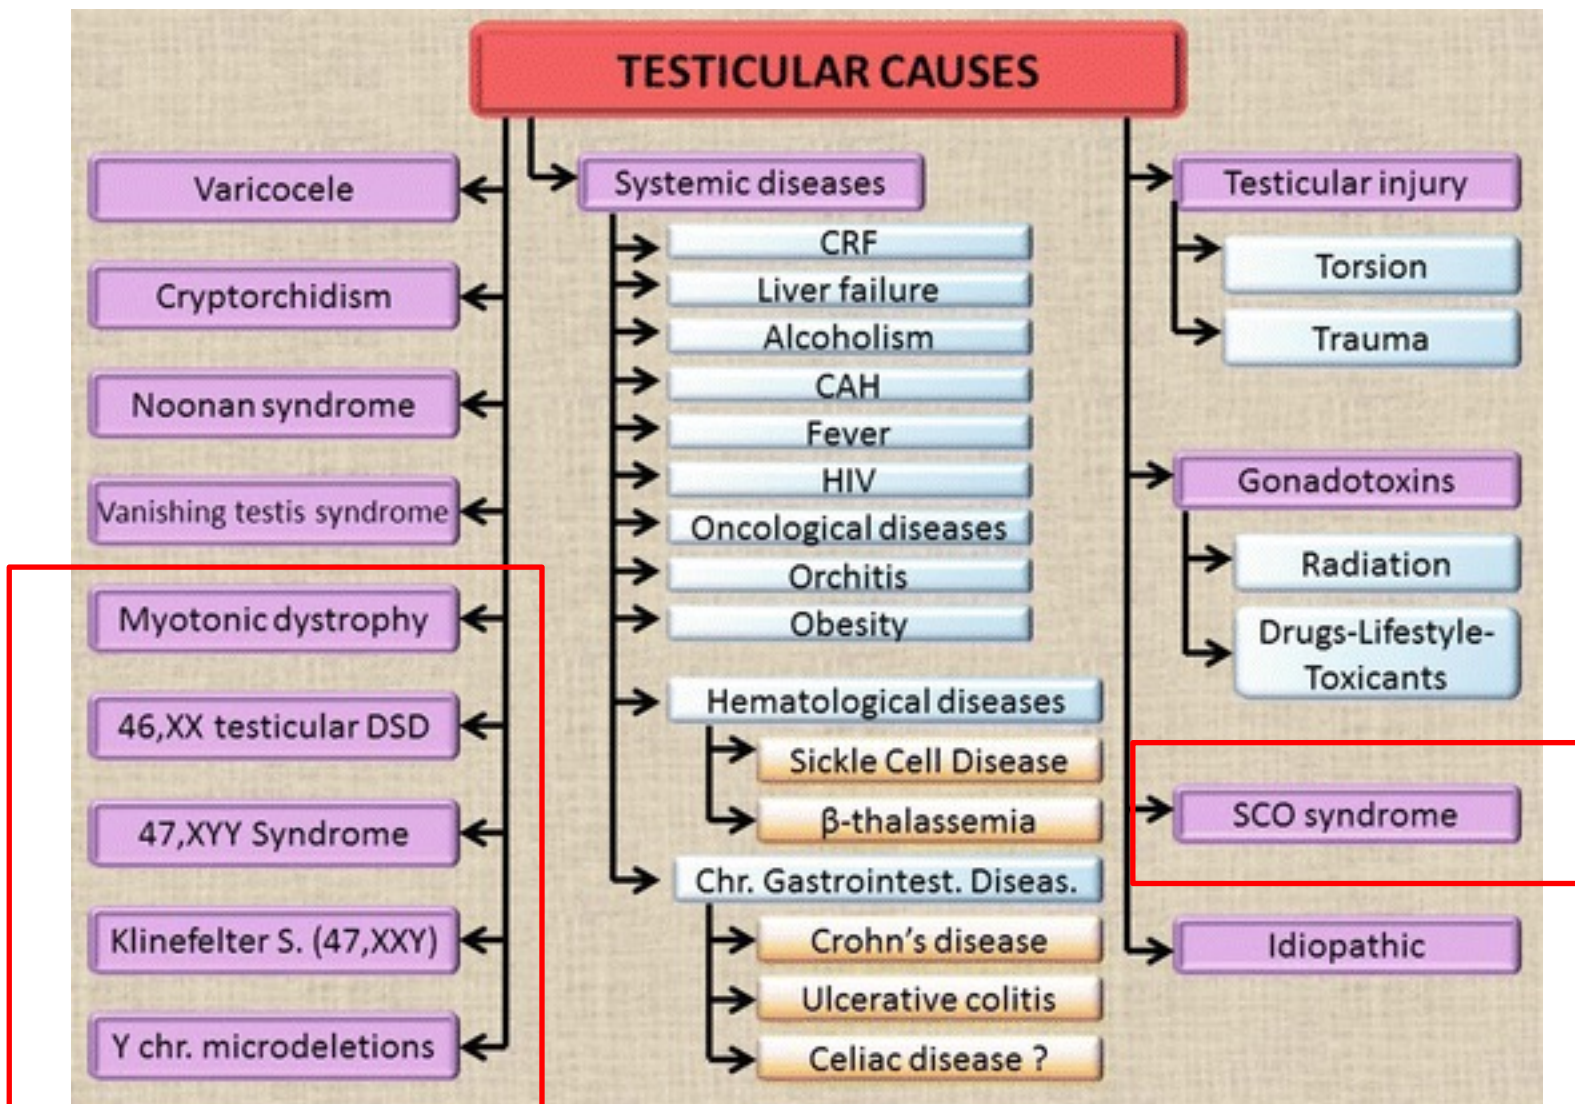 TESTICULAR CAUSES
Varicocele
Cryptorchidism
Noonan syndrome
Vanishing testis syndrome
Myotonic dystrophy
46,XX testicular DSD
47,XYY Syndrome
Klinefelter S. (47,XXY)
Y chr. microdeletions
Systemic diseases
CRF
Liver failure
Alcoholism
CAH
Fever
HIV
Oncological diseases
Orchitis
Obesity
Hematological diseases
Sickle Cell Disease
β-thalassemia
Chr. Gastrointest. Diseas.
Crohn's disease
Ulcerative colitis
Celiac disease ?
Testicular injury
Torsion
Trauma
Gonadotoxins
Radiation
Drugs-Lifestyle-
Toxicants
SCO syndrome
Idiopathic